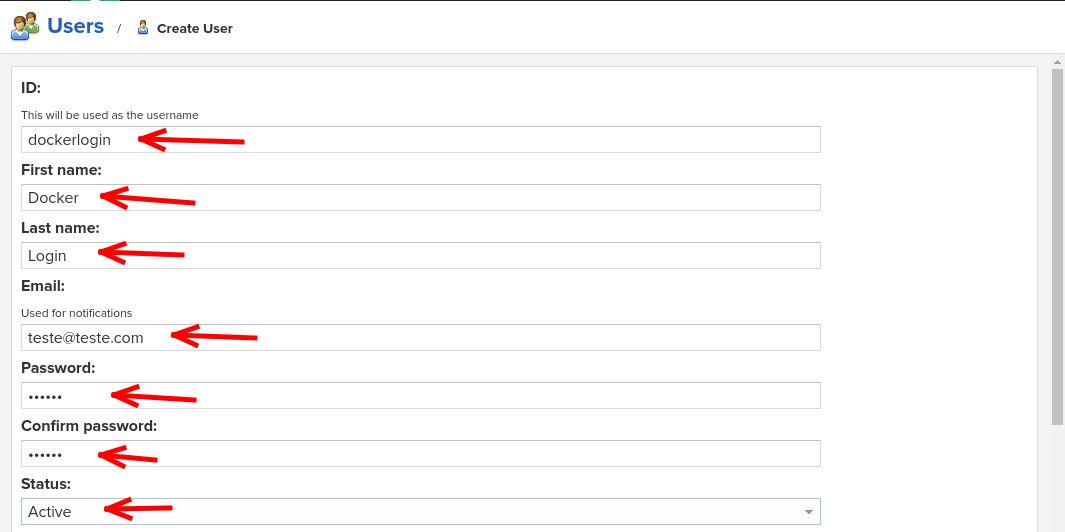 Users / Create User
ID:
This will be used as the username
dockerlogin
First name:
Docker
Last name:
Login
Email:
Used for notifications
teste@teste.com
Password:
••••••
Confirm password:
••••••
Status:
Active